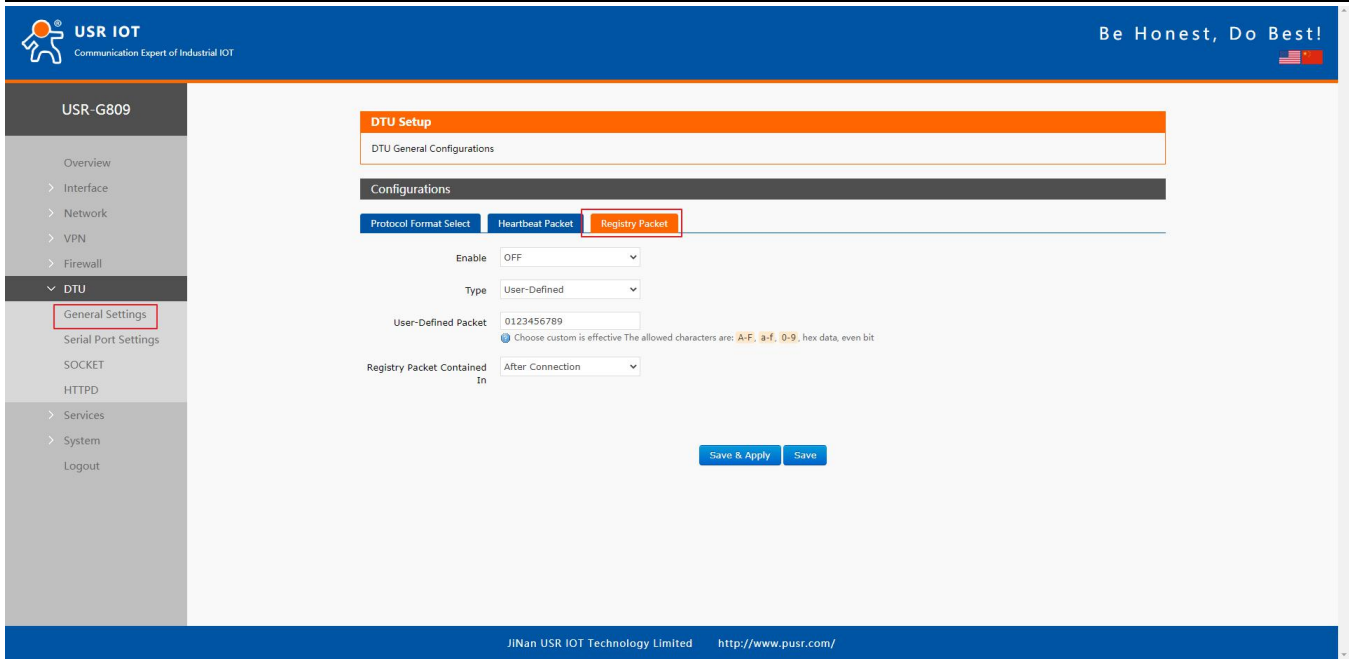 USR IOT
Communication Expert of Industrial IOT
Be Honest, Do Best!
USR-G809
Overview
Interface
Network
VPN
Firewall
DTU
General Settings
Serial Port Settings
SOCKET
HTTPD
Services
System
Logout
DTU Setup
DTU General Configurations
Configurations
Protocol Format Select Heartbeat Packet Registry Packet
Enable OFF
Type User-Defined
User-Defined Packet 0123456789
Choose custom is effective The allowed characters are: A-F, a-f, 0-9, hex data, even bit
Registry Packet Contained In After Connection
Save & Apply Save
JiNan USR IOT Technology Limited http://www.pusr.com/